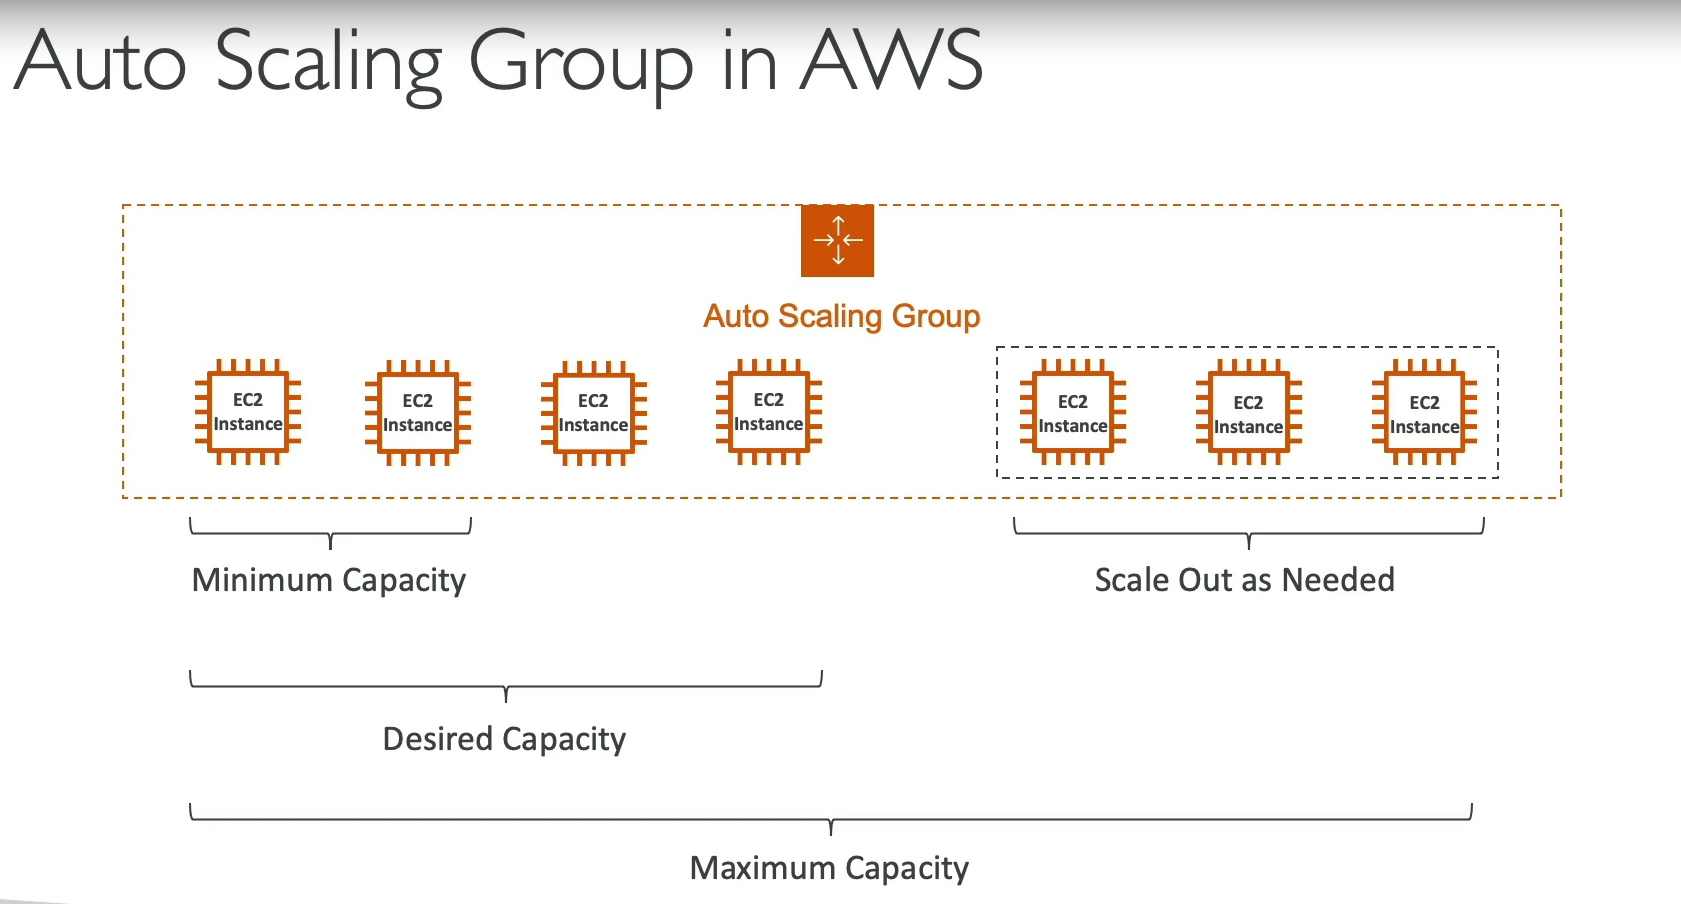 Auto Scaling Group in AWS
Auto Scaling Group
EC2
Instance
EC2
Instance
EC2
Instance
EC2
Instance
EC2
Instance
EC2
Instance
EC2
Instance
Minimum Capacity
Scale Out as Needed
Desired Capacity
Maximum Capacity